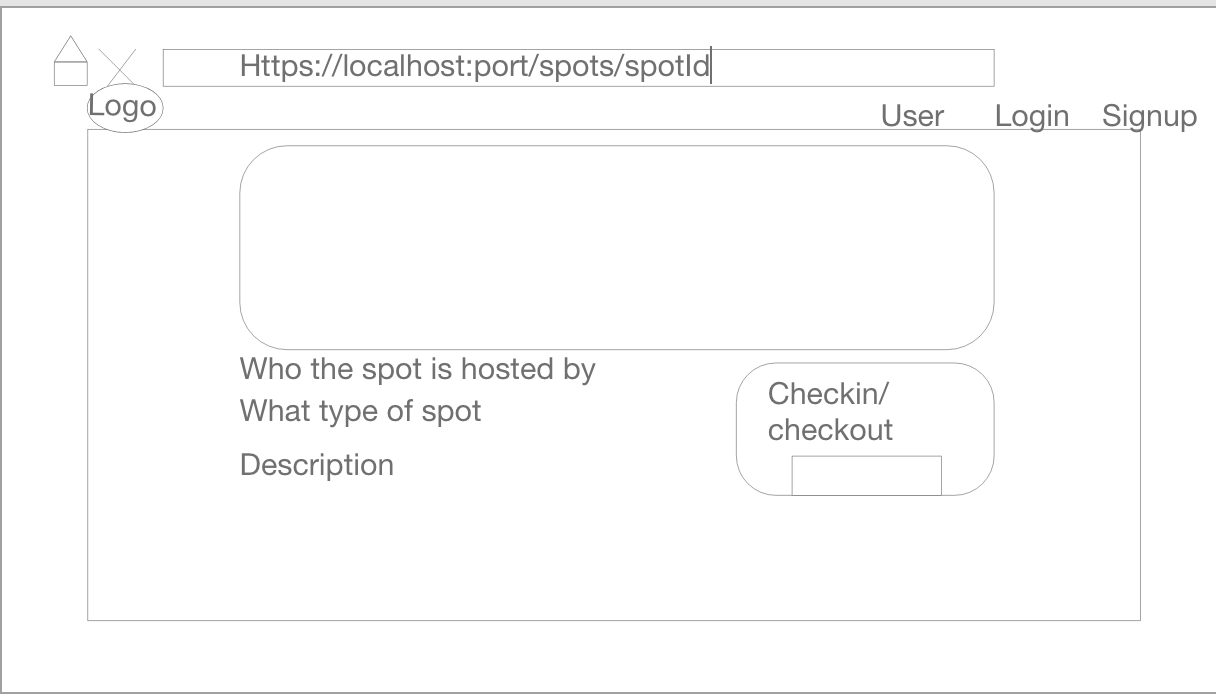 Https://localhost:port/spots/spotId
Logo
User Login Signup
Who the spot is hosted by
What type of spot
Description
Checkin/
checkout